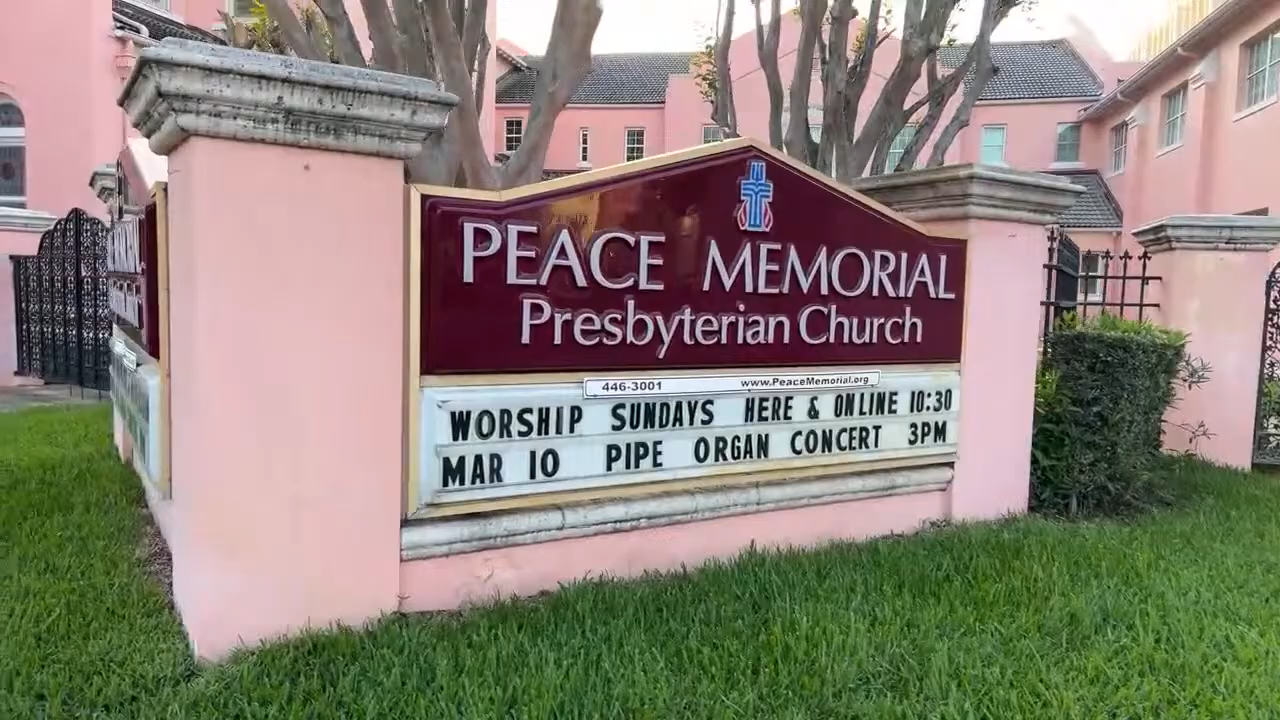 PEACE MEMORIAL
Presbyterian Church
446-3001 www.PeaceMemorial.org
WORSHIP SUNDAYS HERE & ONLINE 10:30
MAR 10 PIPE ORGAN CONCERT 3PM